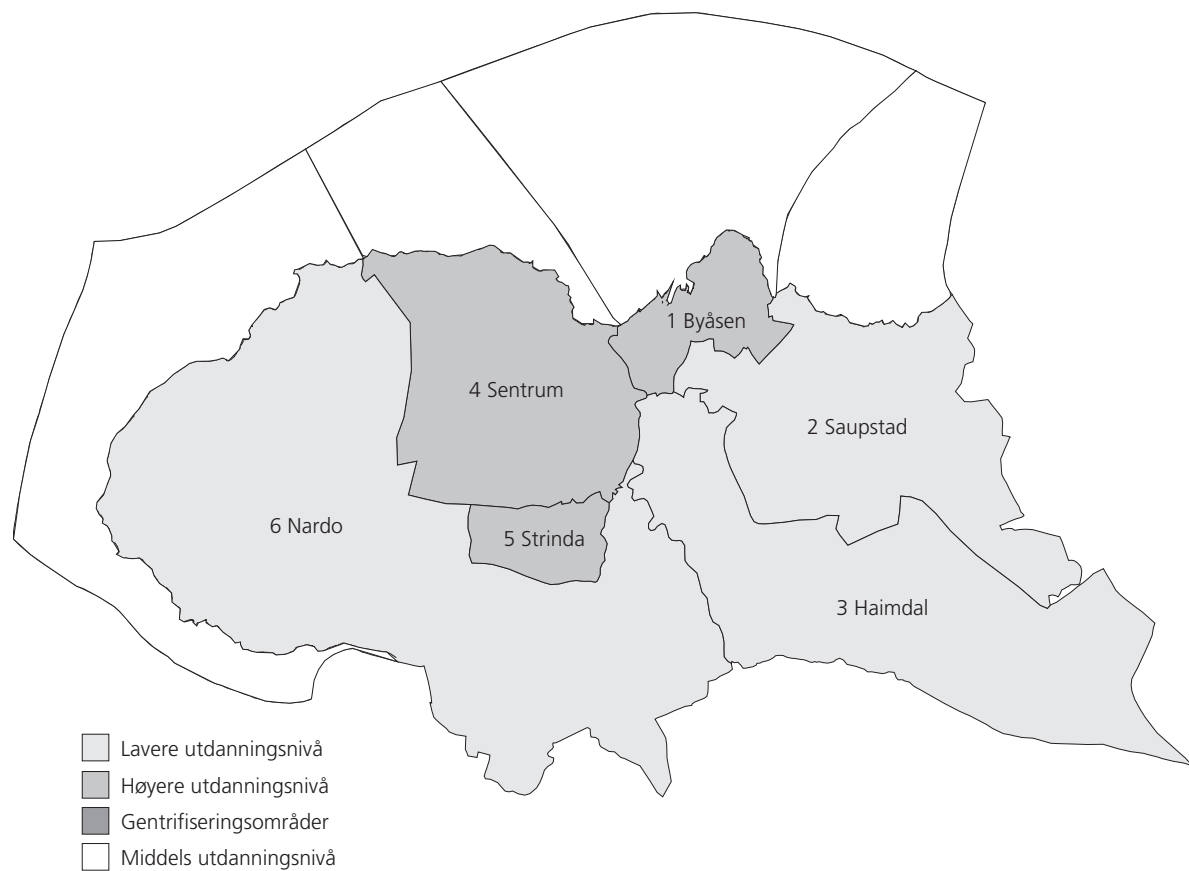 1 Byåsen
4 Sentrum
2 Saupstad
6 Nardo
5 Strinda
3 Haimdal
Lavere utdanningsnivå
Høyere utdanningsnivå
Gentrifiseringsområder
Middels utdanningsnivå